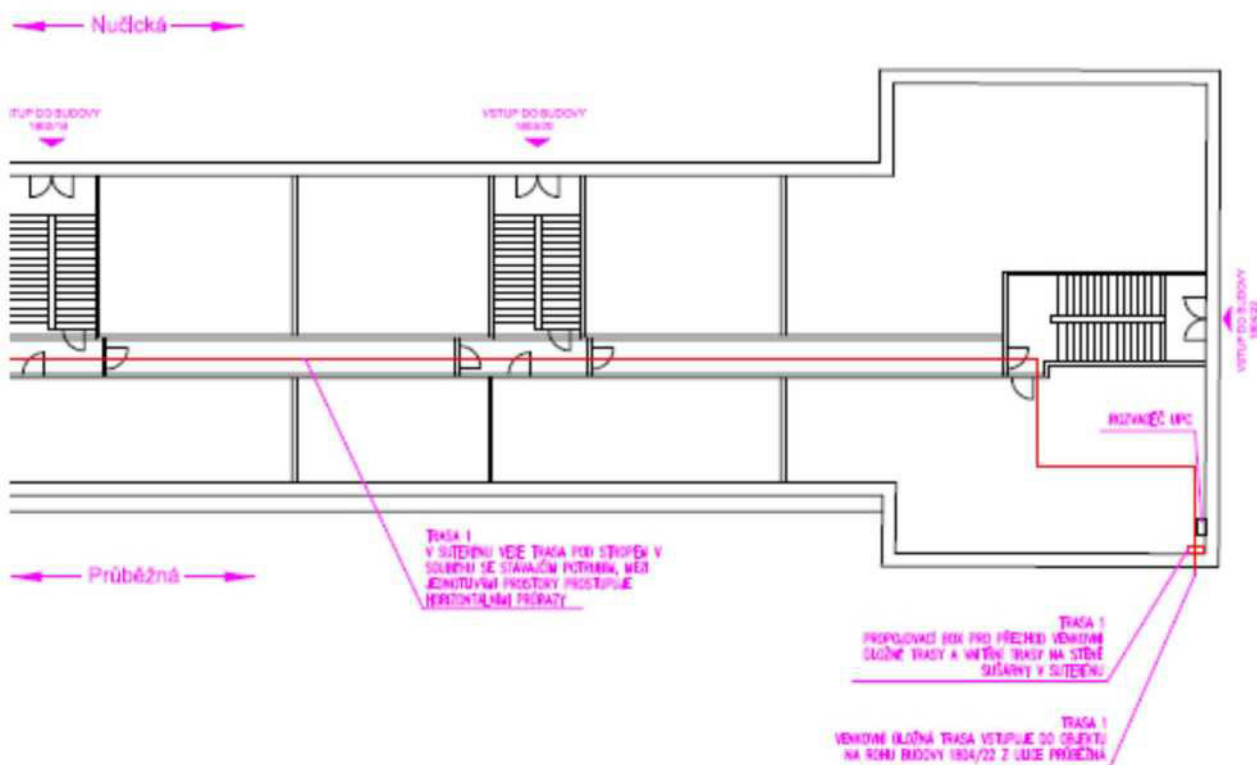 Nučická
VSTUP DO BUDOVY
VSTUP DO BUDOVY
VSTUP DO BUDOVY
ROZVADĚČ UPC
TRASA 1
V SUTERÉNU VEDE TRASA POD STROPEM V
SOUBĚHU SE STÁVAJÍCÍM POTRUBÍM, MEZI
JEDNOTLIVÝMI PROSTORY PROSTUPUJE
HORIZONTÁLNÍMI PRŮRAZY
Průběžná
TRASA 1
PROPOJOVACÍ BOX PRO PŘECHOD VENKOVNÍ
ÚLOŽNÉ TRASY A VNITŘNÍ TRASY NA STĚNĚ
SUŠÁRNY V SUTERÉNU
TRASA 1
VENKOVNÍ ÚLOŽNÁ TRASA VSTUPUJE DO OBJEKTU
NA ROHU BUDOVY 1804/22 Z ULICE PRŮBĚŽNÁ